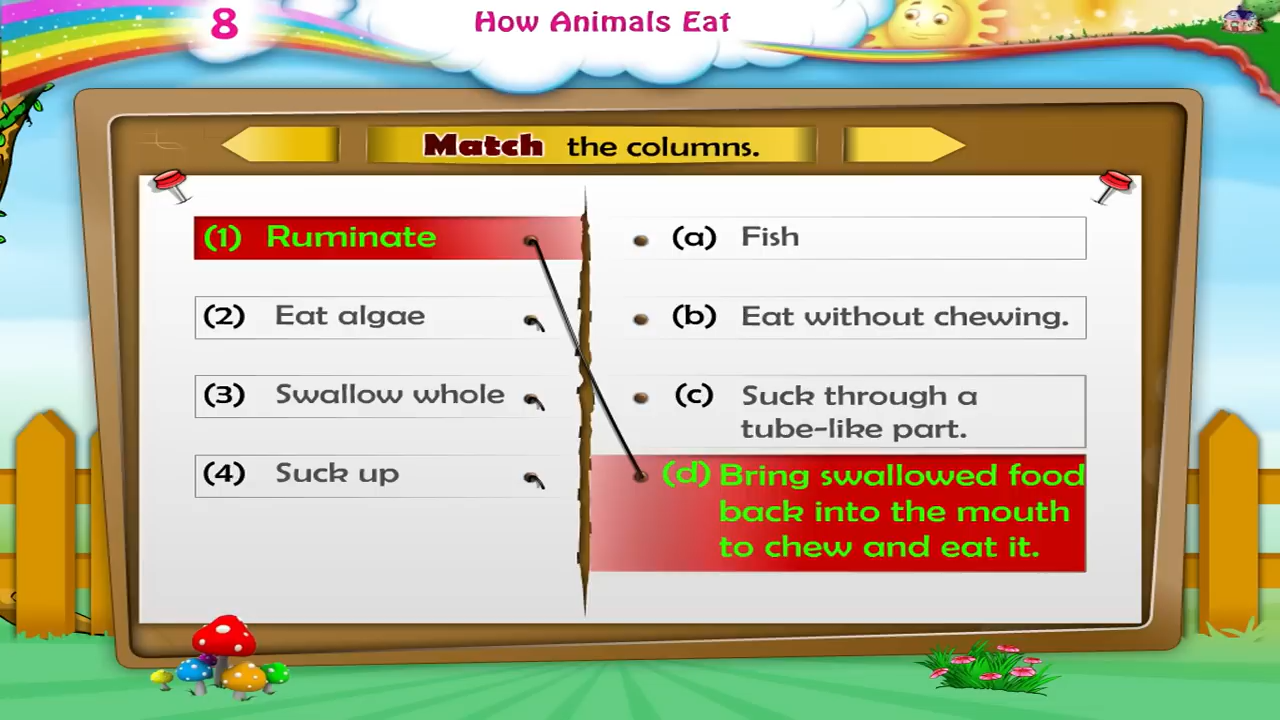 8
How Animals Eat
Match the columns.
(1) Ruminate
(a) Fish
(2) Eat algae
(b) Eat without chewing.
(3) Swallow whole
(c) Suck through a
tube-like part.
(4) Suck up
(d) Bring swallowed food
back into the mouth
to chew and eat it.